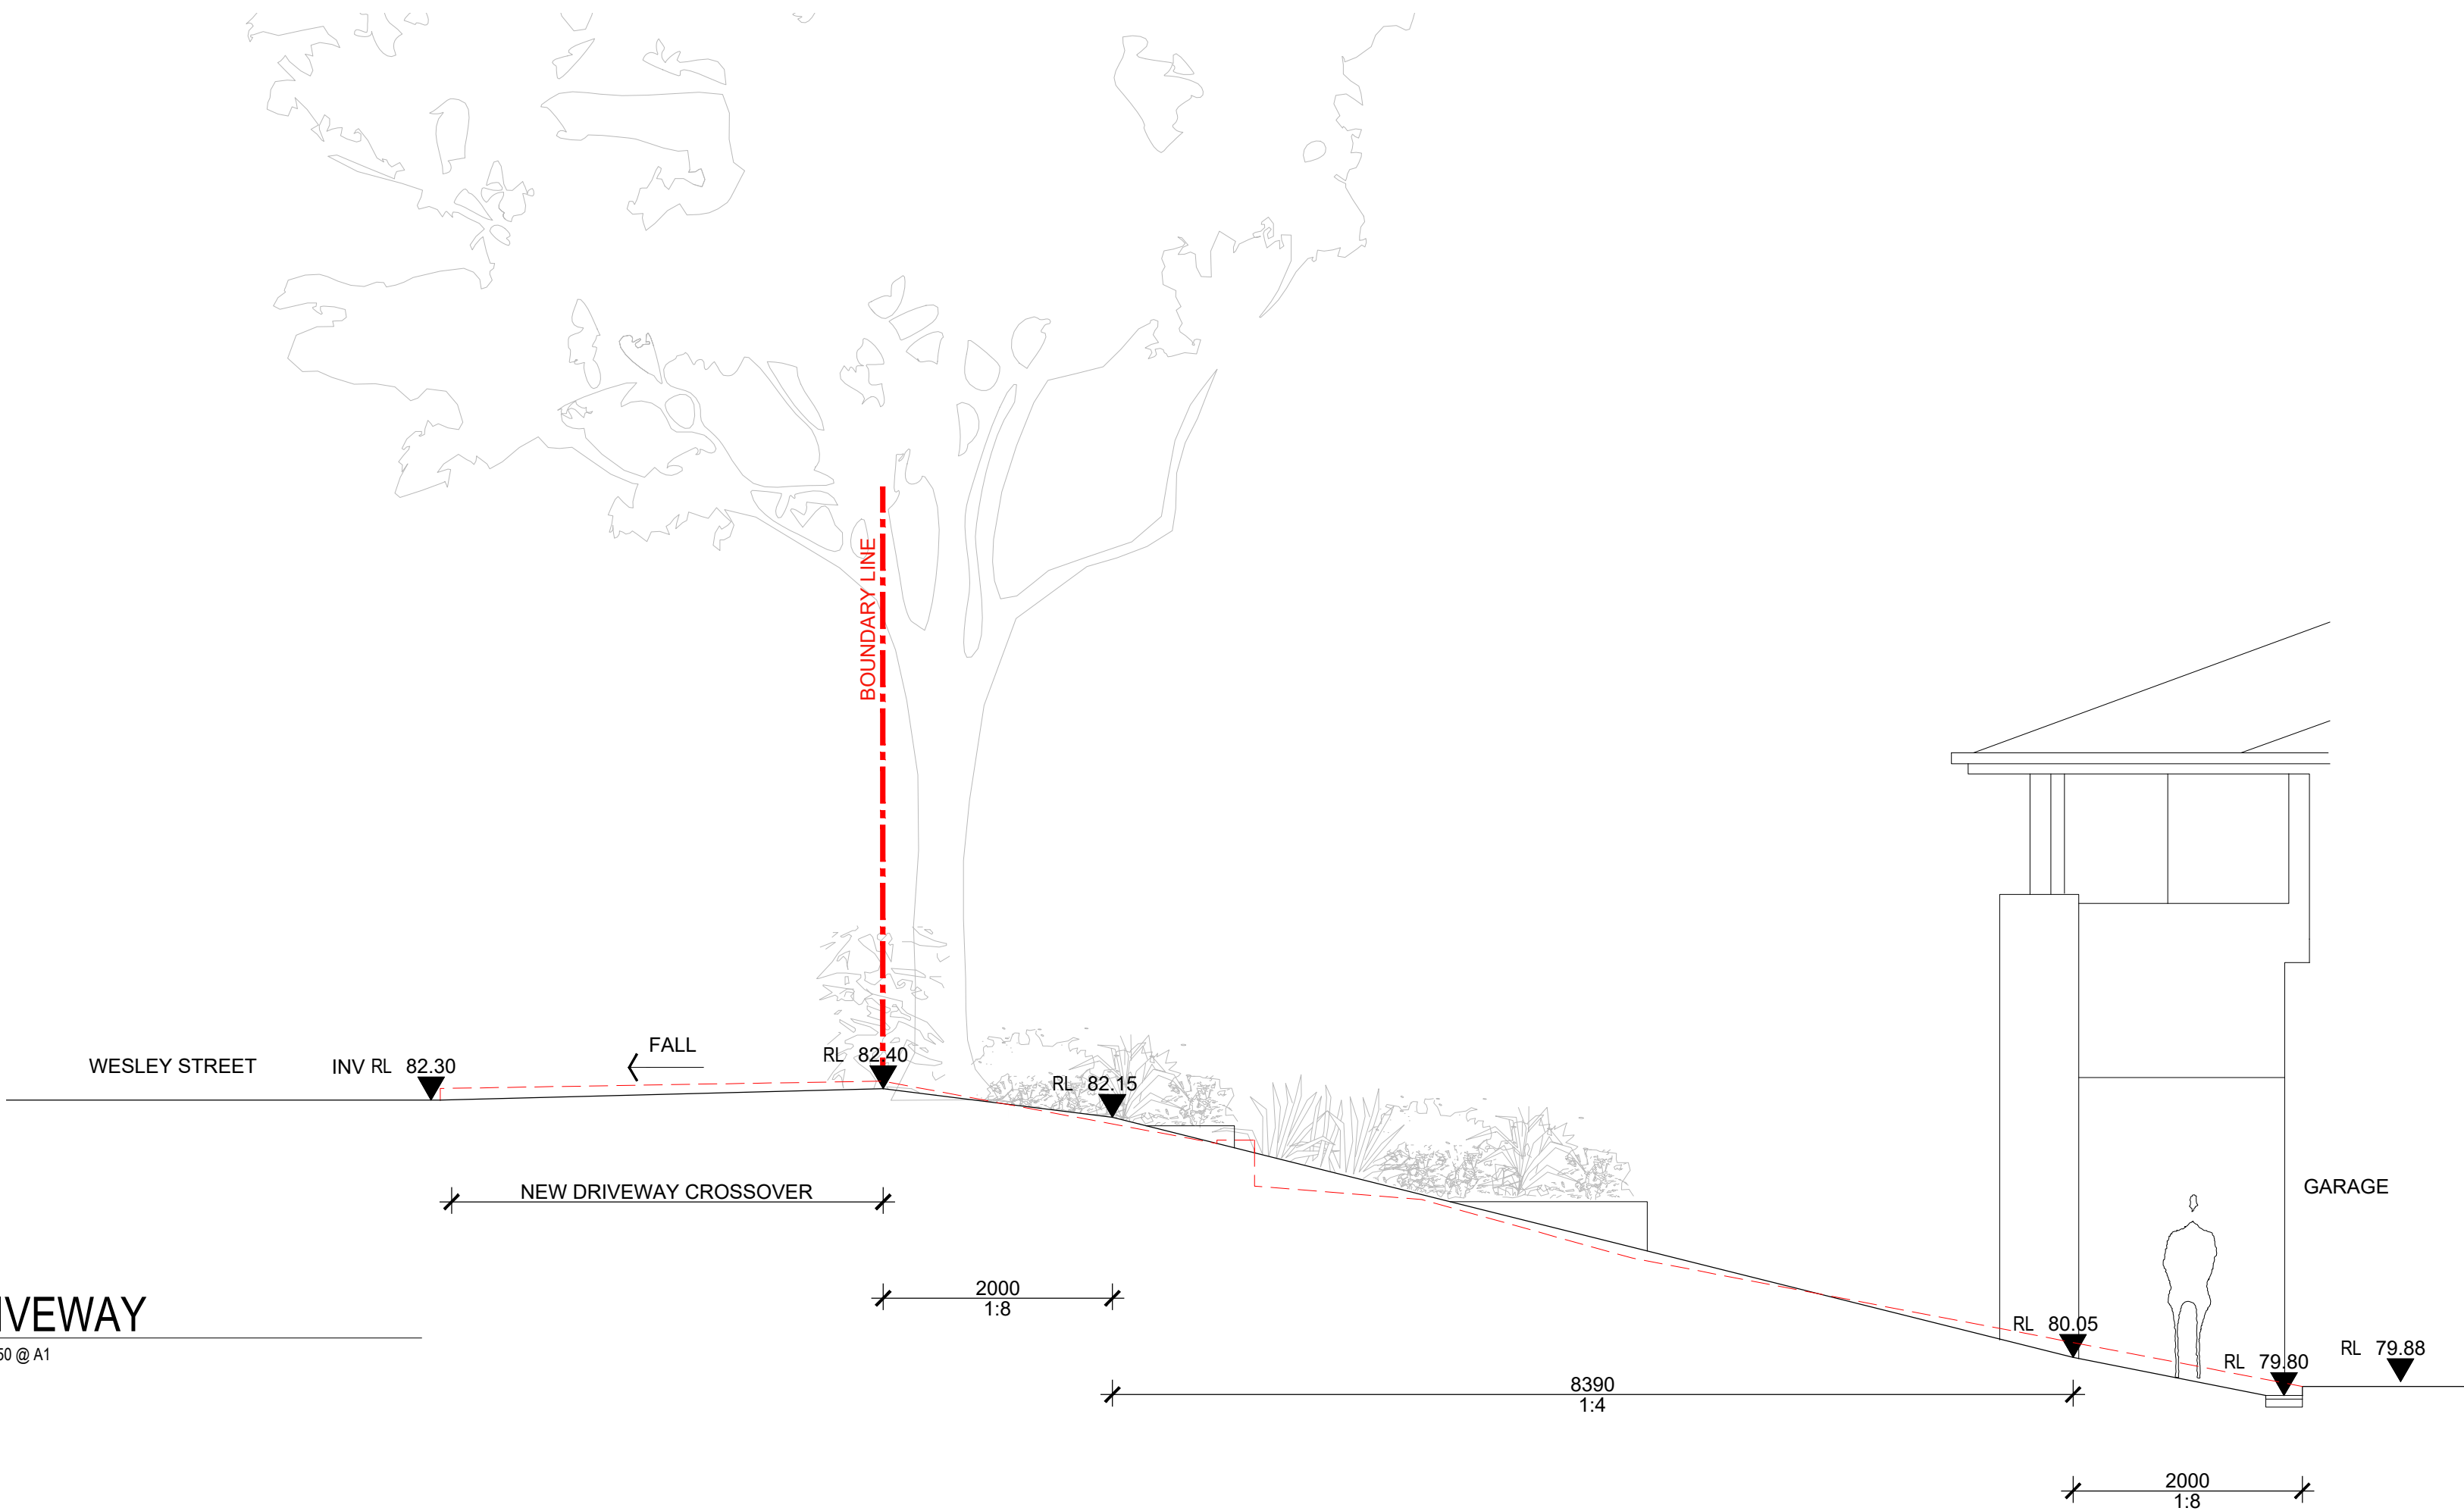 BOUNDARY LINE
WESLEY STREET
INV RL 82.30
FALL
RL 82.40
RL 82.15
NEW DRIVEWAY CROSSOVER
GARAGE
2000
1:8
IVEWAY
50 @ A1
8390
1:4
RL 80.05
RL 79.80
RL 79.88
2000
1:8